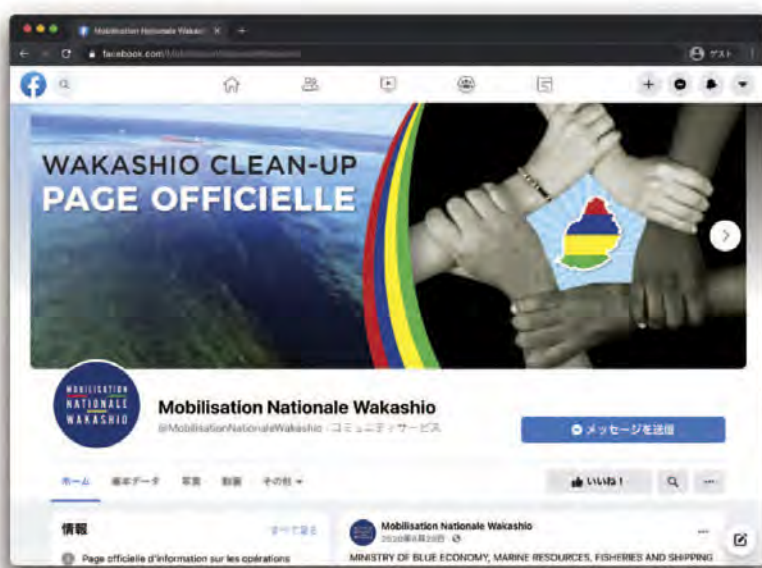 Mobilisation Nationale Wakashi
facebook.com/MobilisationNationaleWakashio
ゲスト
WAKASHIO CLEAN-UP
PAGE OFFICIELLE
MOBILISATION
NATIONALE
WAKASHIO
Mobilisation Nationale Wakashio
@MobilisationNationaleWakashio · コミュニティサービス
メッセージを送信
ホーム 基本データ 写真 動画 その他
いいね！
情報
すべて見る
Page officielle d'information sur les opérations
Mobilisation Nationale Wakashio
MINISTRY OF BLUE ECONOMY, MARINE RESOURCES, FISHERIES AND SHIPPING